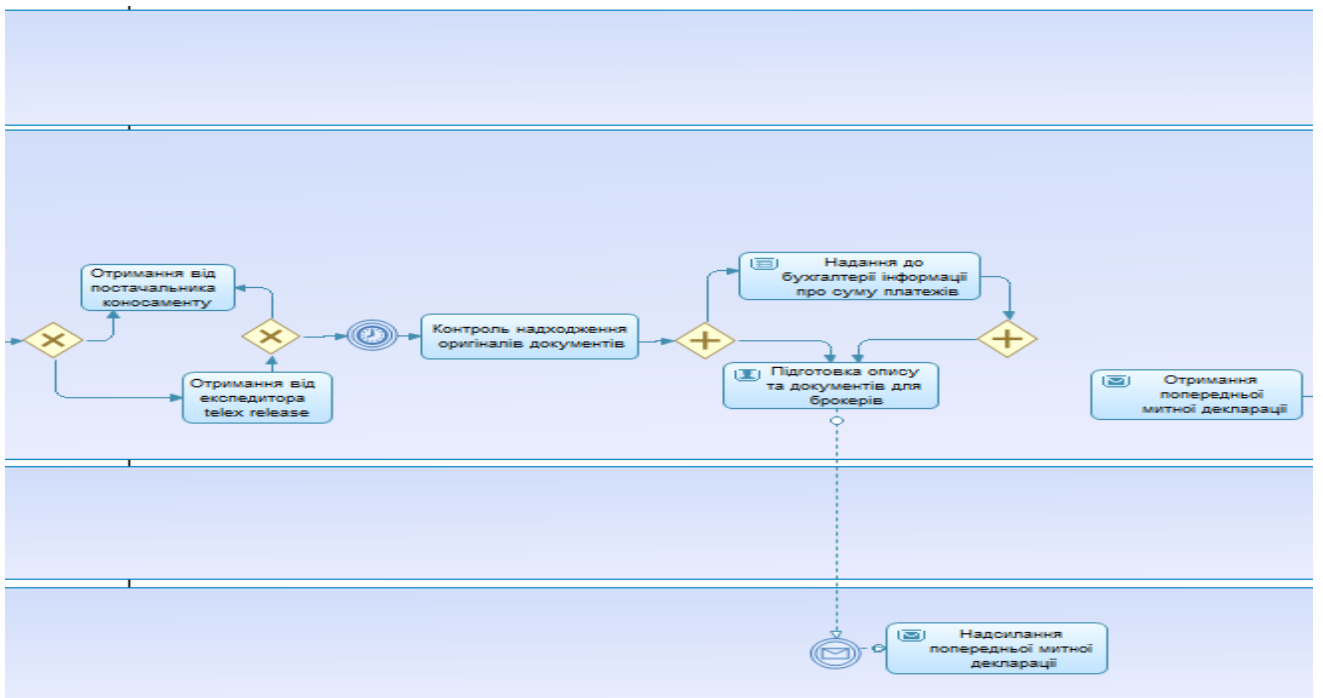 Отримання від
постачальника
коносаменту
Отримання від
експедитора
telex release
Контроль надходження
оригіналів документів
Надання до
бухгалтерії інформації
про суму платежів
Підготовка опису
та документів для
брокерів
Отримання
попередньої
митної декларації
Надсилання
попередньої митної
декларації